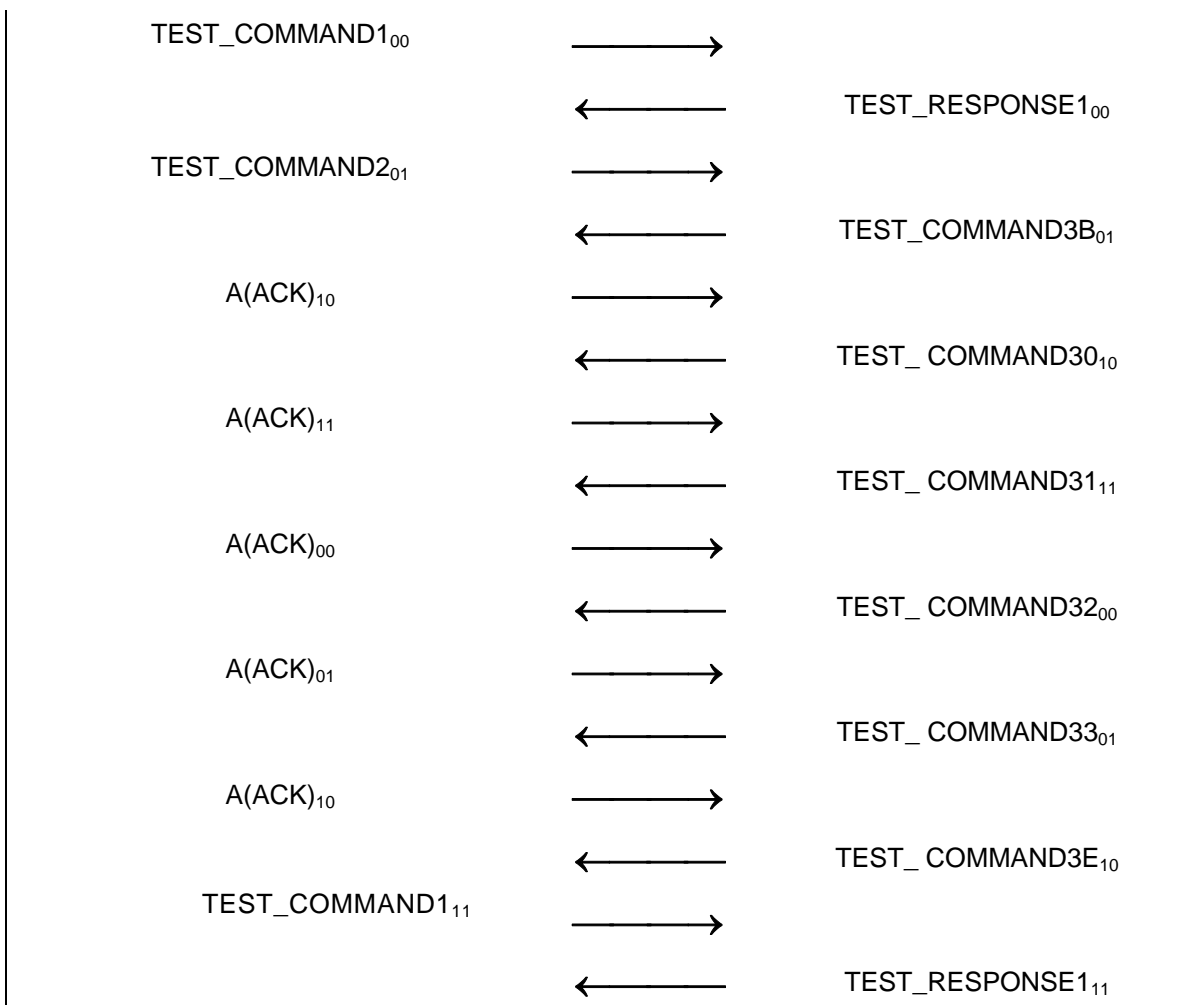 TEST_COMMAND1₀₀
TEST_RESPONSE1₀₀
TEST_COMMAND2₀₁
TEST_COMMAND3B₀₁
A(ACK)₁₀
TEST_ COMMAND30₁₀
A(ACK)₁₁
TEST_ COMMAND31₁₁
A(ACK)₀₀
TEST_ COMMAND32₀₀
A(ACK)₀₁
TEST_ COMMAND33₀₁
A(ACK)₁₀
TEST_ COMMAND3E₁₀
TEST_COMMAND1₁₁
TEST_RESPONSE1₁₁